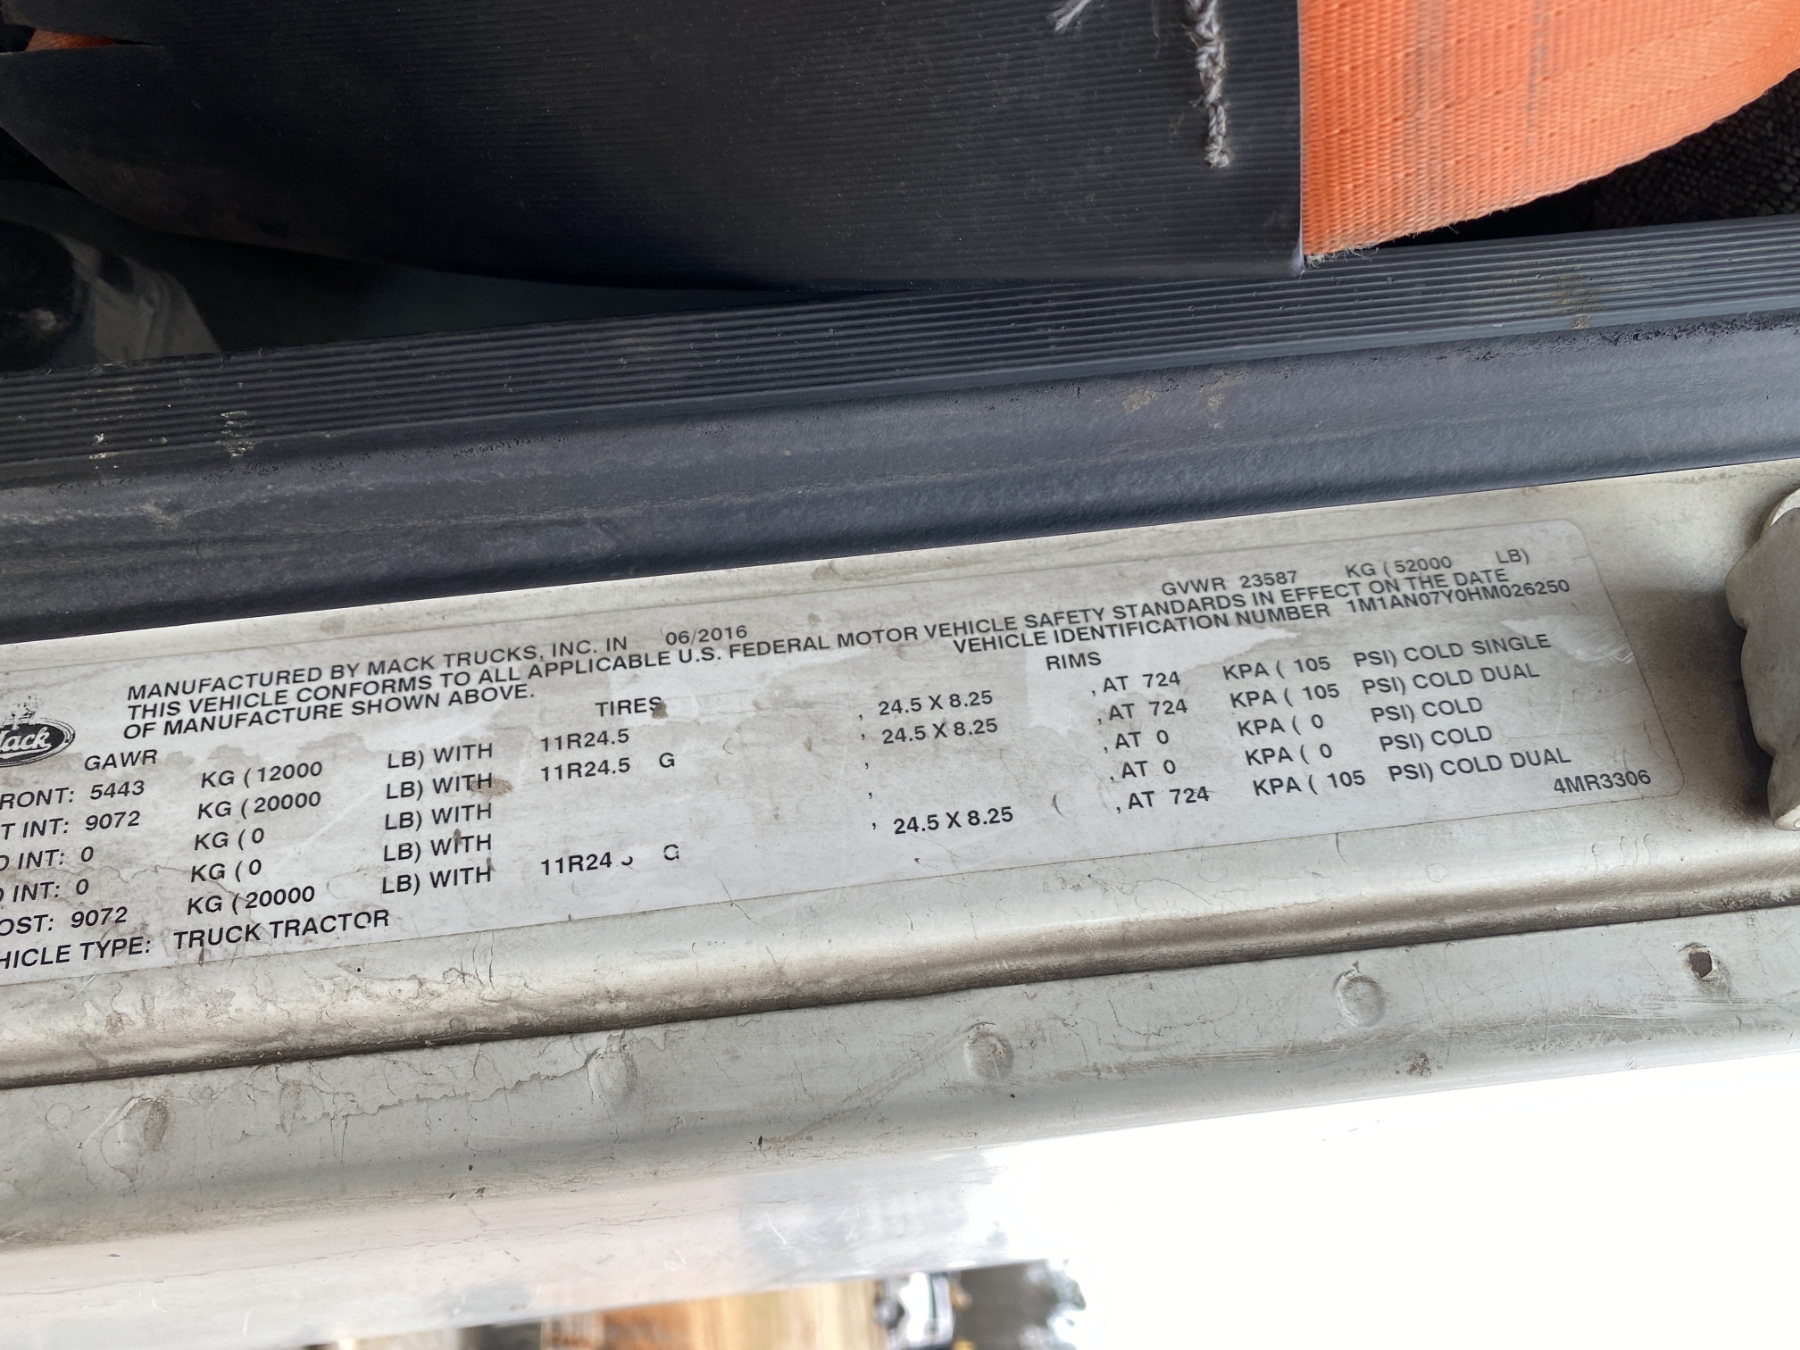 MANUFACTURED BY MACK TRUCKS, INC. IN 06/2016 GVWR 23587 KG (52000 LB)
THIS VEHICLE CONFORMS TO ALL APPLICABLE U.S. FEDERAL MOTOR VEHICLE SAFETY STANDARDS IN EFFECT ON THE DATE
OF MANUFACTURE SHOWN ABOVE. VEHICLE IDENTIFICATION NUMBER 1M1AN07Y0HM026250
Mack
GAWR TIRES RIMS
RONT: 5443 KG (12000 LB) WITH 11R24.5 , 24.5 X 8.25 , AT 724 KPA ( 105 PSI) COLD SINGLE
T INT: 9072 KG (20000 LB) WITH 11R24.5 G , 24.5 X 8.25 , AT 724 KPA ( 105 PSI) COLD DUAL
D INT: 0 KG (0 LB) WITH , , AT 0 KPA ( 0 PSI) COLD
D INT: 0 KG (0 LB) WITH , , AT 0 KPA ( 0 PSI) COLD
OST: 9072 KG (20000 LB) WITH 11R24.5 G , 24.5 X 8.25 , AT 724 KPA ( 105 PSI) COLD DUAL
HICLE TYPE: TRUCK TRACTOR 4MR3306